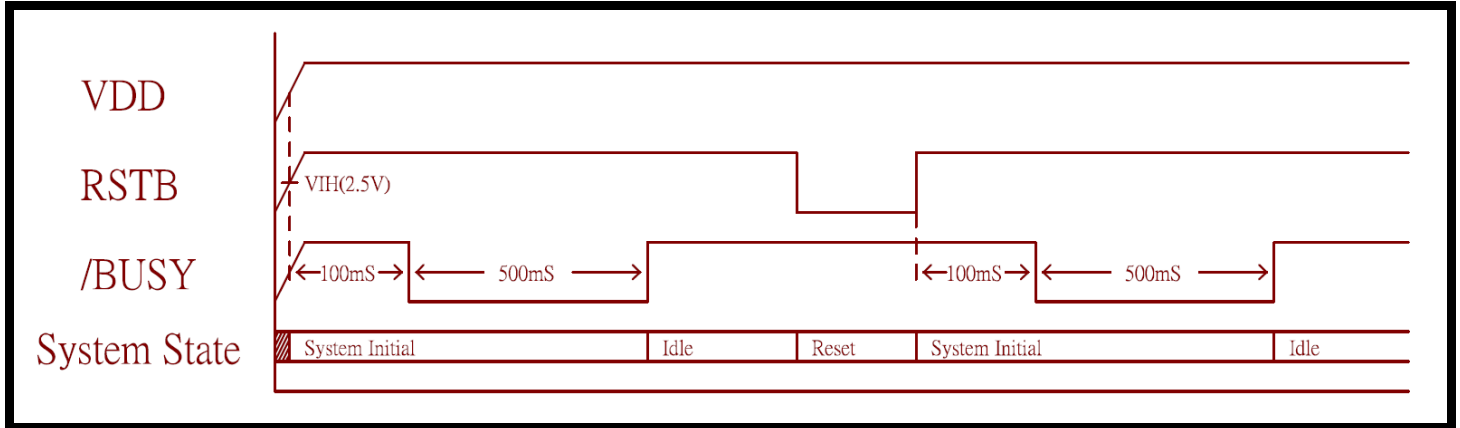 VDD
RSTB
VIH(2.5V)
/BUSY
100mS
500mS
100mS
500mS
System State
System Initial
Idle
Reset
System Initial
Idle